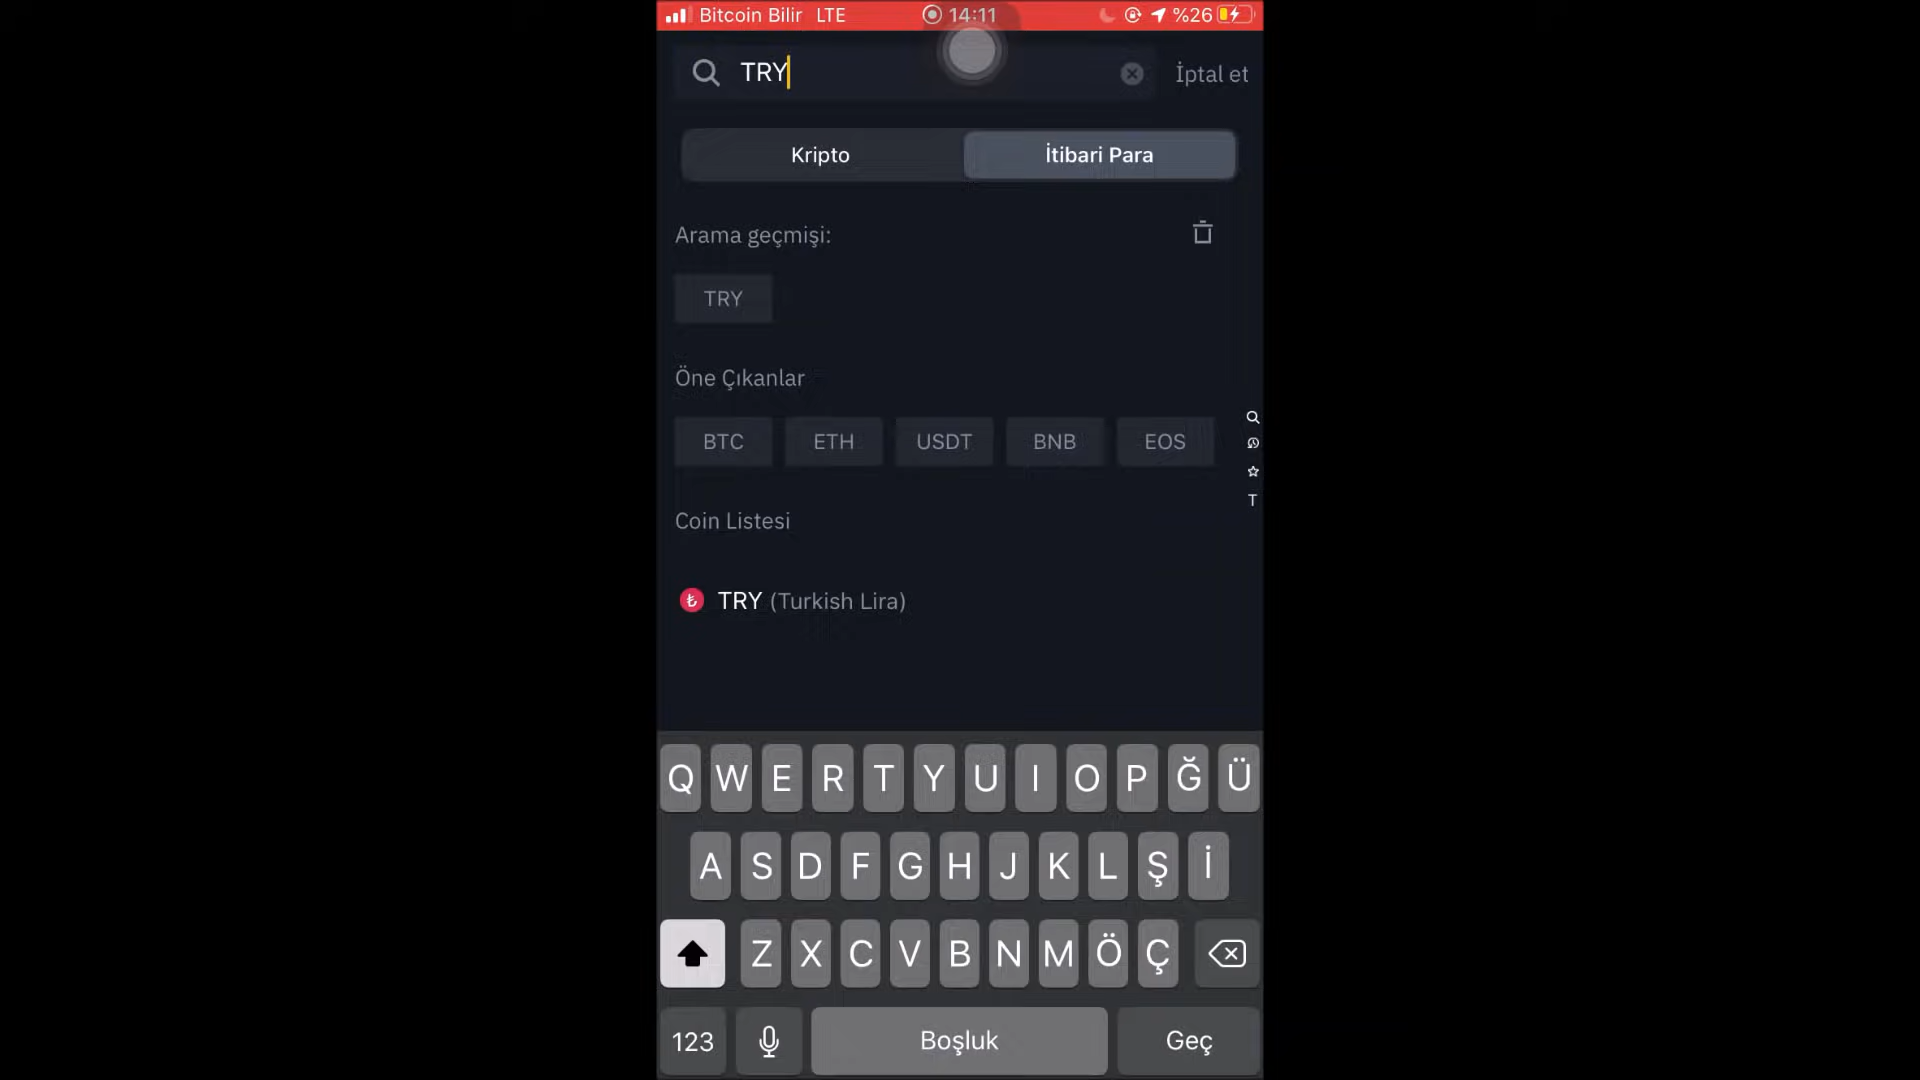 Bitcoin Bilir LTE 14:11 %26
TRY
İptal et
Kripto İtibari Para
Arama geçmişi:
TRY
Öne Çıkanlar
BTC ETH USDT BNB EOS
T
Coin Listesi
₺ TRY (Turkish Lira)
Q W E R T Y U I O P Ğ Ü
A S D F G H J K L Ş İ
Z X C V B N M Ö Ç
123 Boşluk Geç